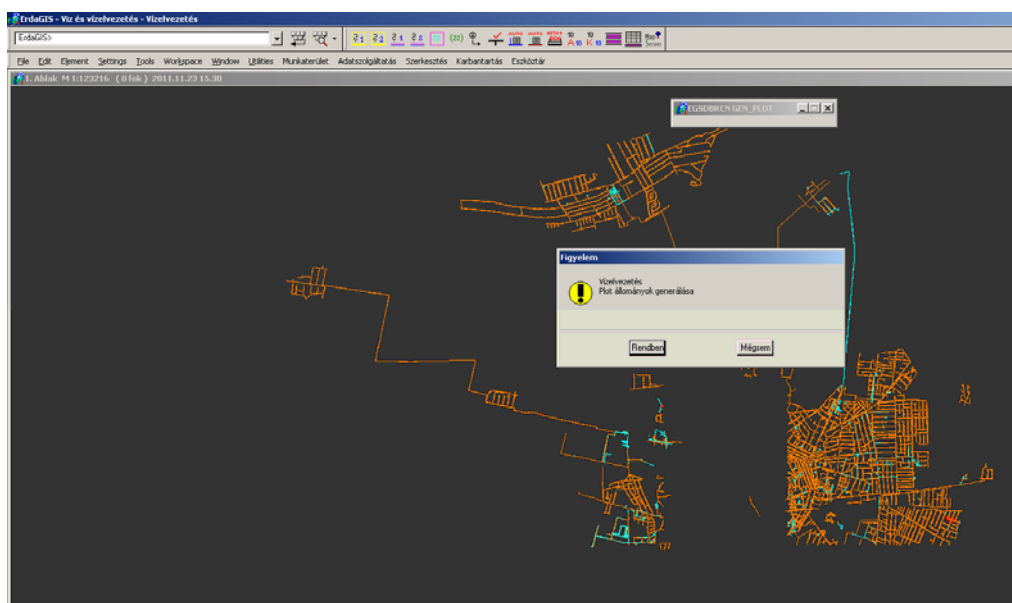 ErdaGIS - Víz és vízelvezetés - Vízelvezetés
ErdaGIS>
File Edit Element Settings Tools Workspace Window Utilities Munkaterület Adatszolgáltatás Szerkesztés Karbantartás Eszköztár
1. Ablak M 1:123216 ( 0 fok ) 2011.11.23 15.30
EGSDBRCN GEN_PLOT
Figyelem
Vízelvezetés
Plot állományok generálása
Rendben Mégsem